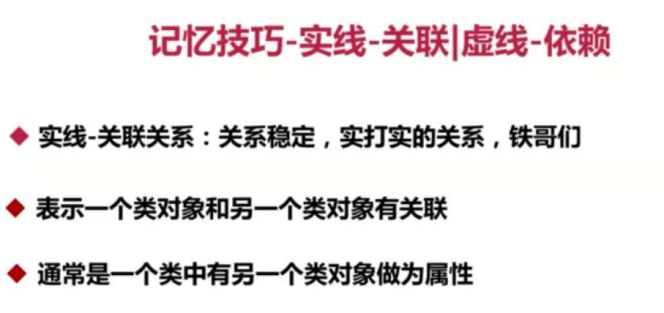 记忆技巧-实线-关联|虚线-依赖
实线-关联关系：关系稳定，实打实的关系，铁哥们
表示一个类对象和另一个类对象有关联
通常是一个类中有另一个类对象做为属性